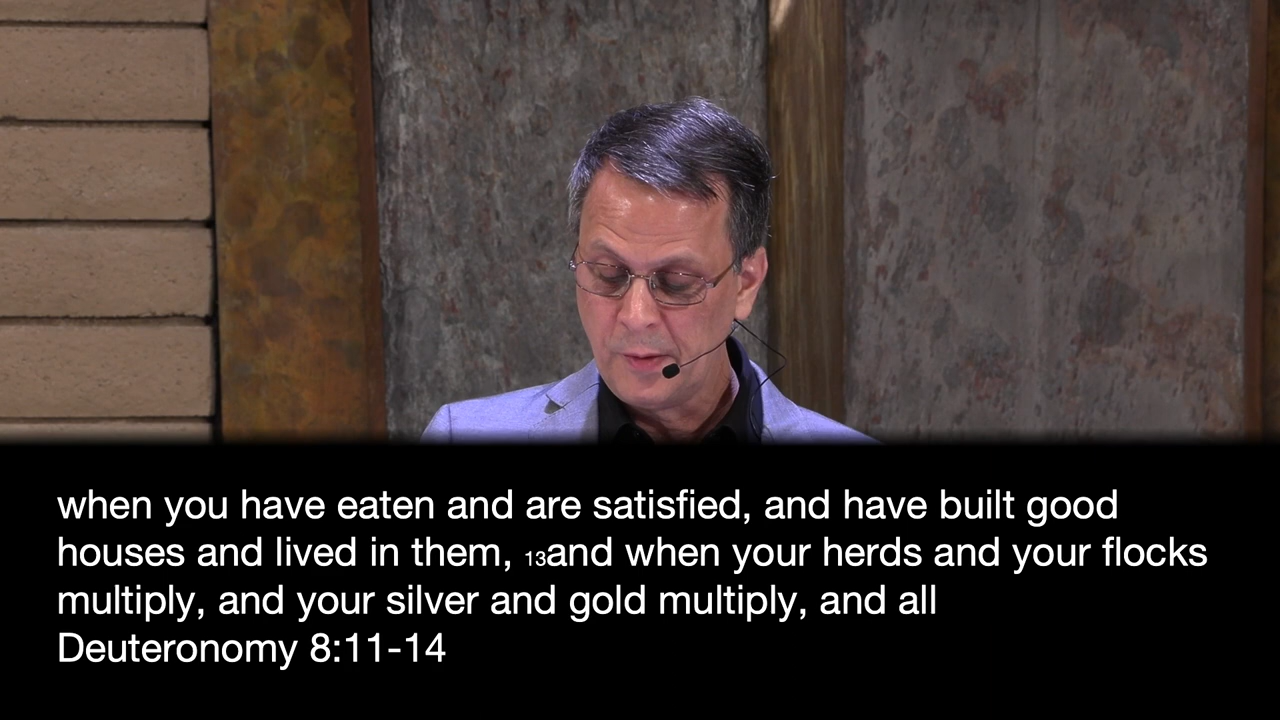 when you have eaten and are satisfied, and have built good
houses and lived in them, 13and when your herds and your flocks
multiply, and your silver and gold multiply, and all
Deuteronomy 8:11-14